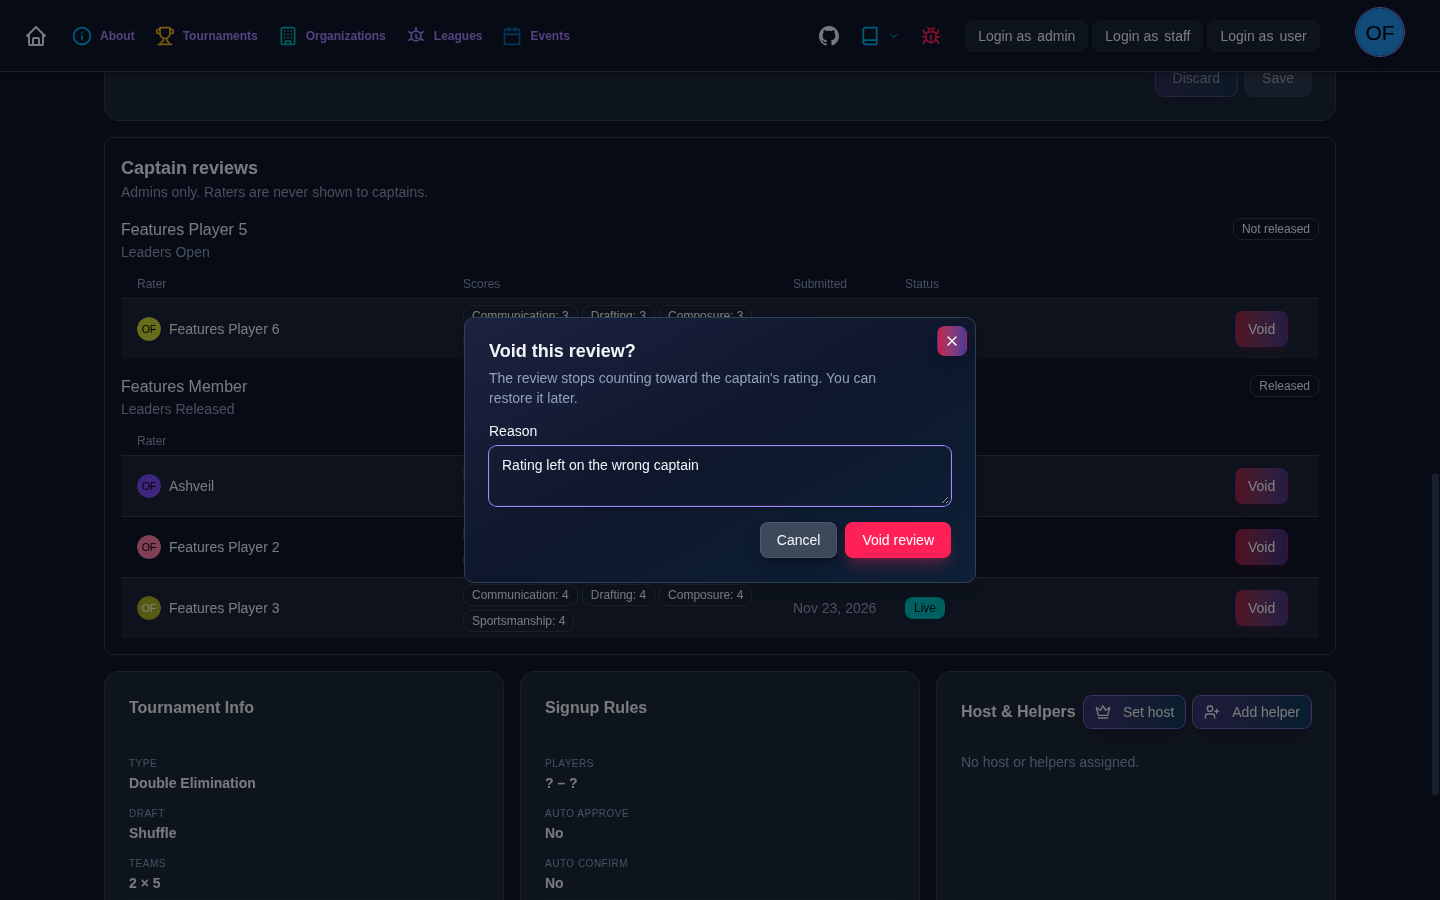 About Tournaments Organizations Leagues Events Login as admin Login as staff Login as user OF
Discard Save
Captain reviews
Admins only. Raters are never shown to captains.
Features Player 5 Not released
Leaders Open
Rater Scores Submitted Status
Communication: 3 Drafting: 3 Composure: 3
OF Features Player 6 Void
Void this review?
The review stops counting toward the captain's rating. You can
restore it later.
Reason
Rating left on the wrong captain
Cancel Void review
Features Member Released
Leaders Released
Rater
OF Ashveil Void
OF Features Player 2 Void
OF Features Player 3 Communication: 4 Drafting: 4 Composure: 4 Nov 23, 2026 Live Void
Sportsmanship: 4
Tournament Info
TYPE
Double Elimination
DRAFT
Shuffle
TEAMS
2 × 5
Signup Rules
PLAYERS
? – ?
AUTO APPROVE
No
AUTO CONFIRM
No
Host & Helpers Set host Add helper
No host or helpers assigned.